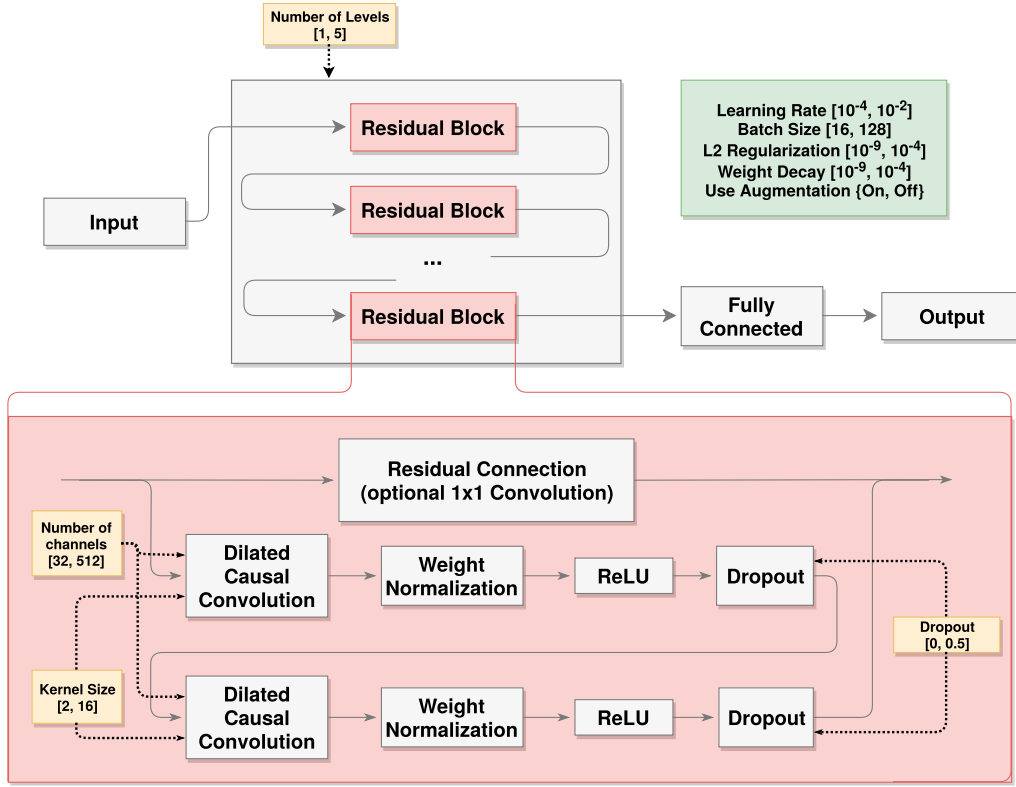 Number of Levels
[1, 5]
Residual Block
Learning Rate [10⁻⁴, 10⁻²]
Batch Size [16, 128]
L2 Regularization [10⁻⁹, 10⁻⁴]
Weight Decay [10⁻⁹, 10⁻⁴]
Use Augmentation {On, Off}
Input
Residual Block
...
Residual Block
Fully
Connected
Output
Residual Connection
(optional 1x1 Convolution)
Number of
channels
[32, 512]
Dilated
Causal
Convolution
Weight
Normalization
ReLU
Dropout
Dropout
[0, 0.5]
Kernel Size
[2, 16]
Dilated
Causal
Convolution
Weight
Normalization
ReLU
Dropout